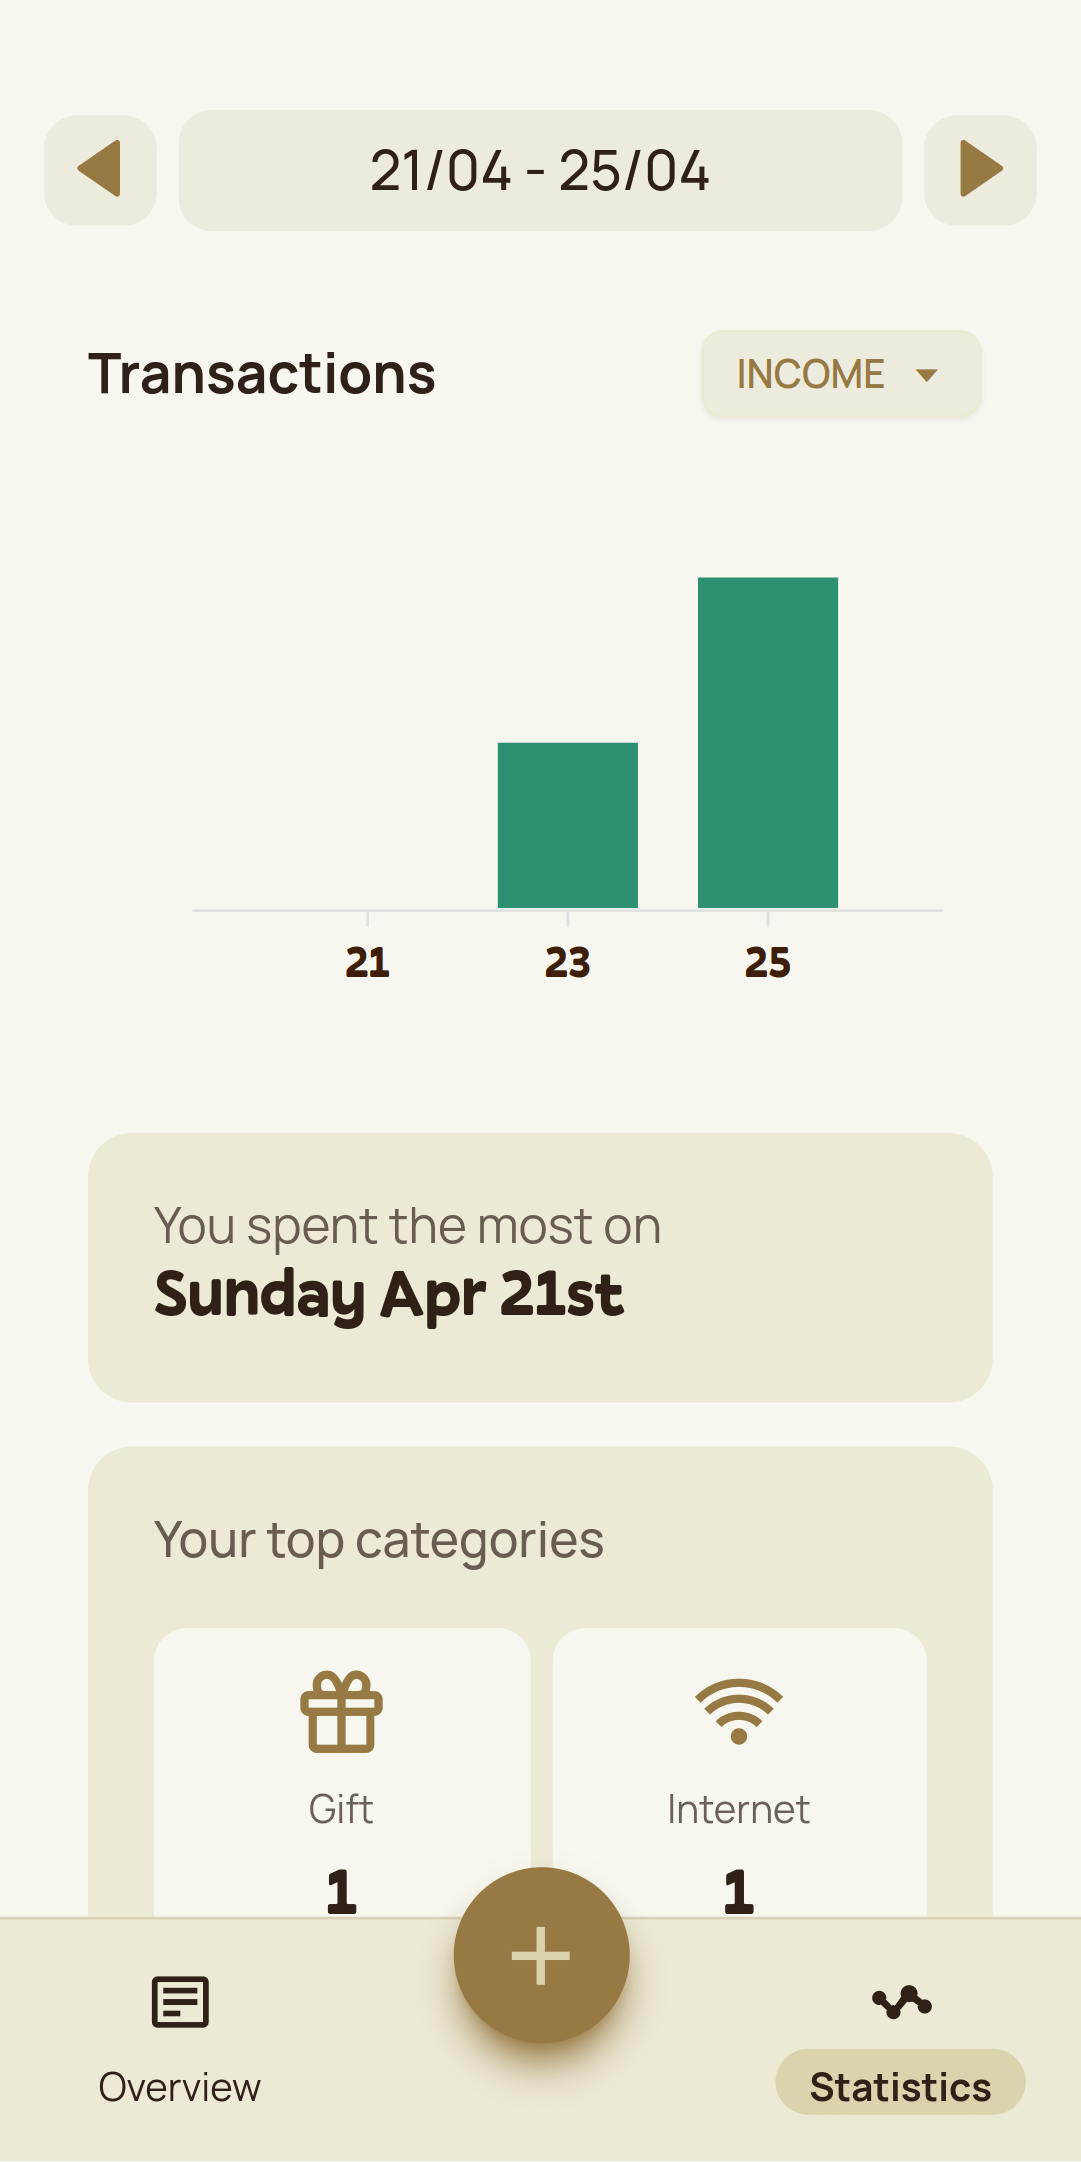 21/04 - 25/04
Transactions
INCOME
21 23 25
You spent the most on
Sunday Apr 21st
Your top categories
Gift Internet
1 1
Overview Statistics